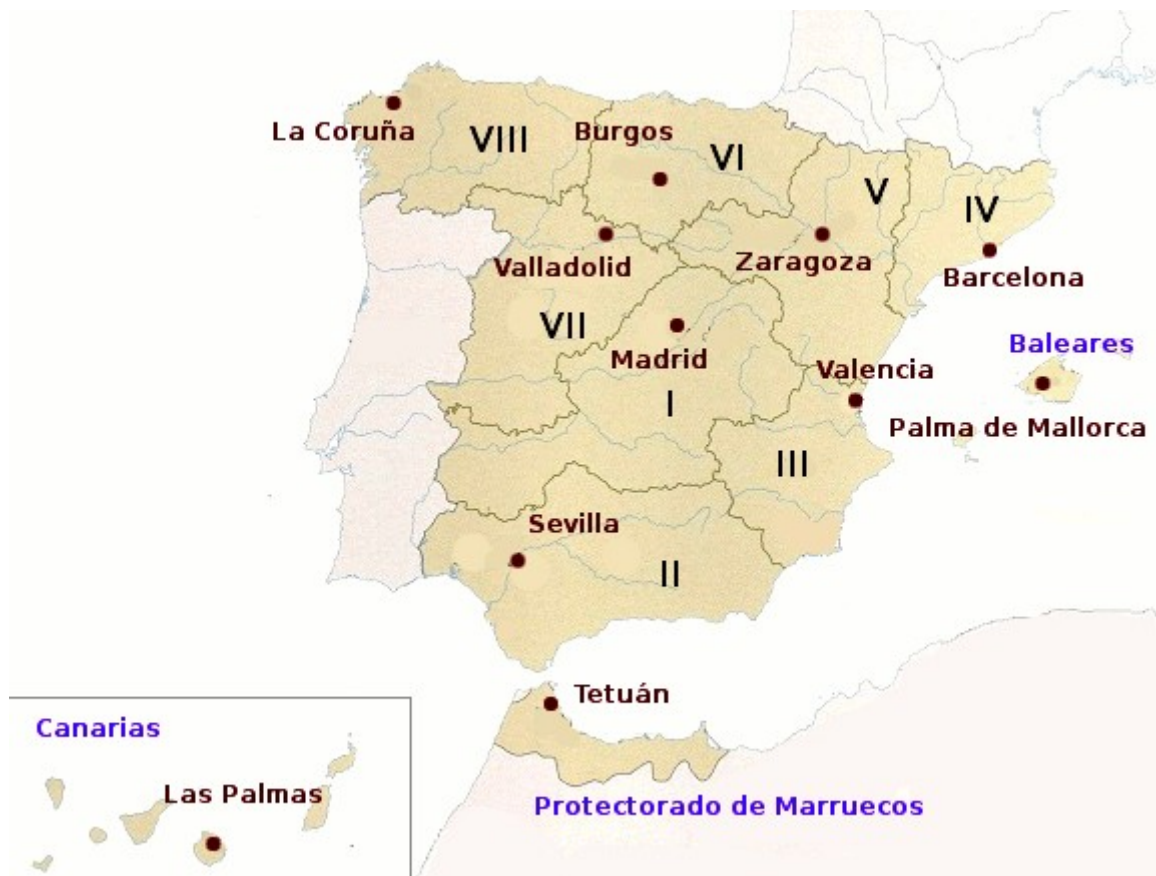 La Coruña
VIII
Burgos
VI
V
IV
Valladolid
Zaragoza
Barcelona
VII
Madrid
Valencia
Baleares
I
Palma de Mallorca
III
Sevilla
II
Tetuán
Canarias
Las Palmas
Protectorado de Marruecos